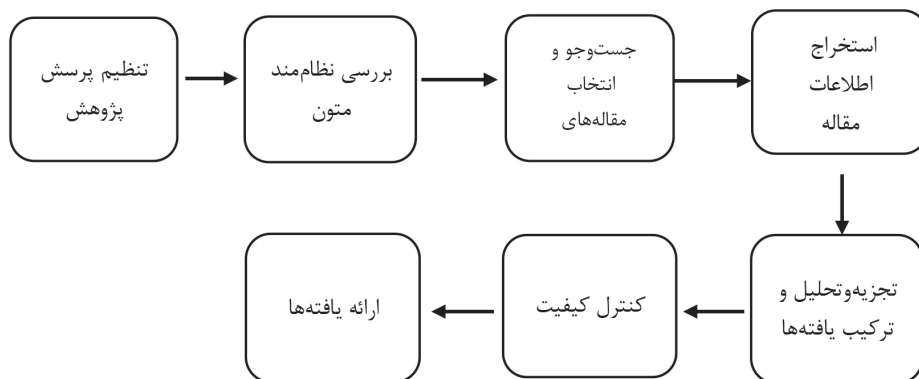 تنظیم پرسش
پژوهش
بررسی نظام‌مند
متون
جست‌وجو و
انتخاب
مقاله‌های
استخراج
اطلاعات
مقاله
تجزیه‌وتحلیل و
ترکیب یافته‌ها
کنترل کیفیت
ارائه یافته‌ها